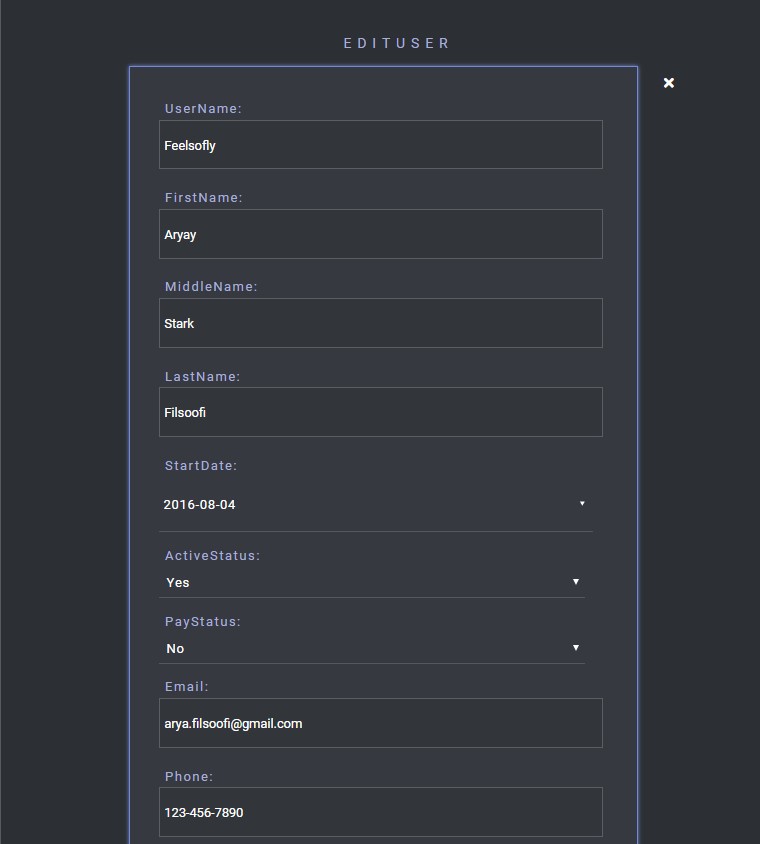 EDITUSER
UserName:
Feelsofly
FirstName:
Aryay
MiddleName:
Stark
LastName:
Filsoofi
StartDate:
2016-08-04
ActiveStatus:
Yes
PayStatus:
No
Email:
arya.filsoofi@gmail.com
Phone:
123-456-7890